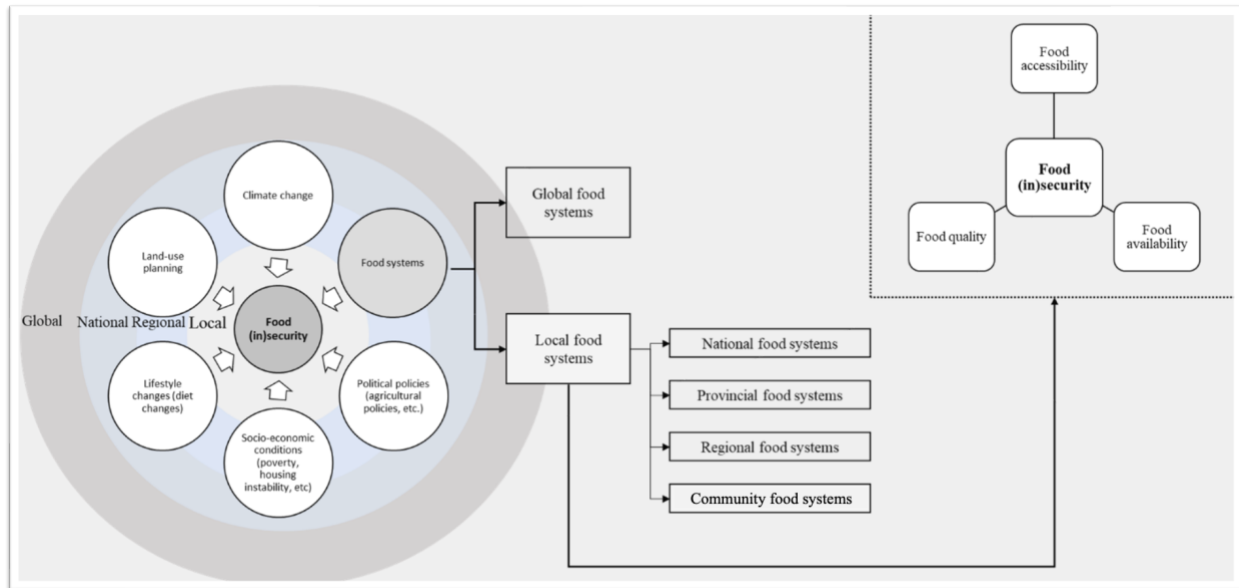 Climate change
Land-use
planning
Food systems
Global National Regional Local
Food
(in)security
Lifestyle
changes (diet
changes)
Political policies
(agricultural
policies, etc.)
Socio-economic
conditions
(poverty,
housing
instability, etc)
Global food
systems
Local food
systems
National food systems
Provincial food systems
Regional food systems
Community food systems
Food
accessibility
Food
(in)security
Food quality
Food
availability